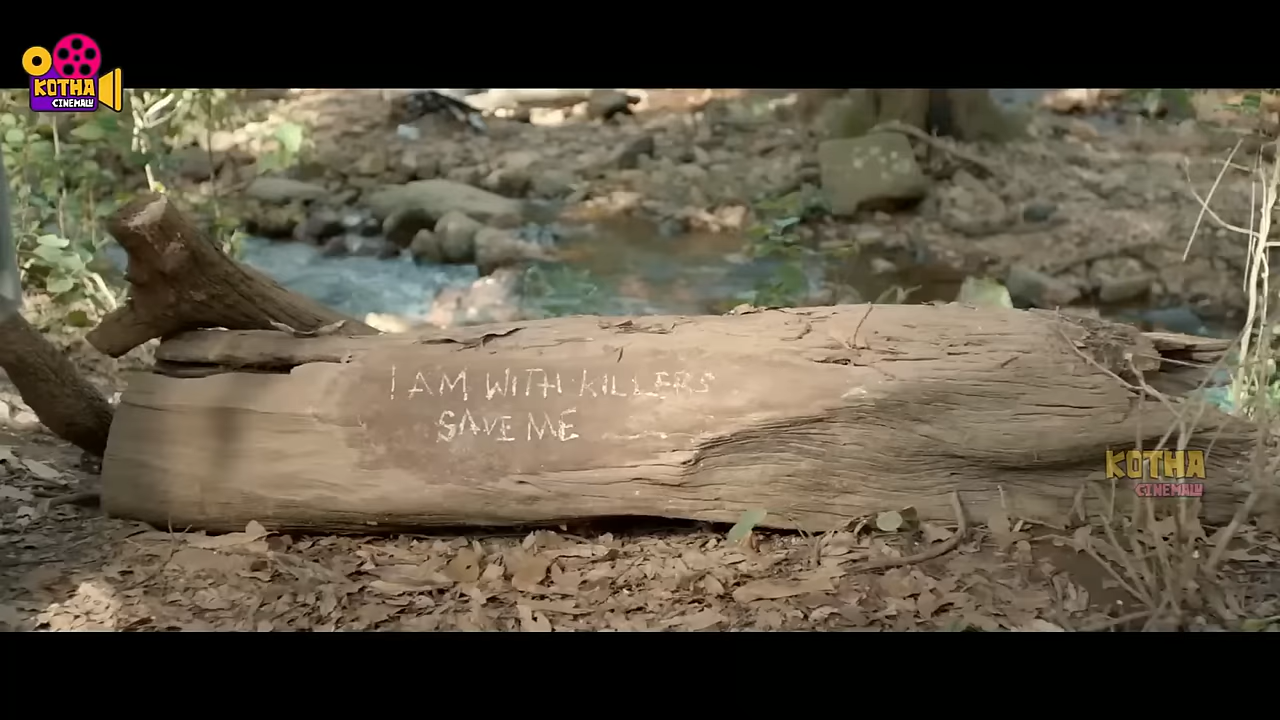 KOTHA
CINEMALU
I AM WITH KILLERS
SAVE ME
KOTHA
CINEMALU